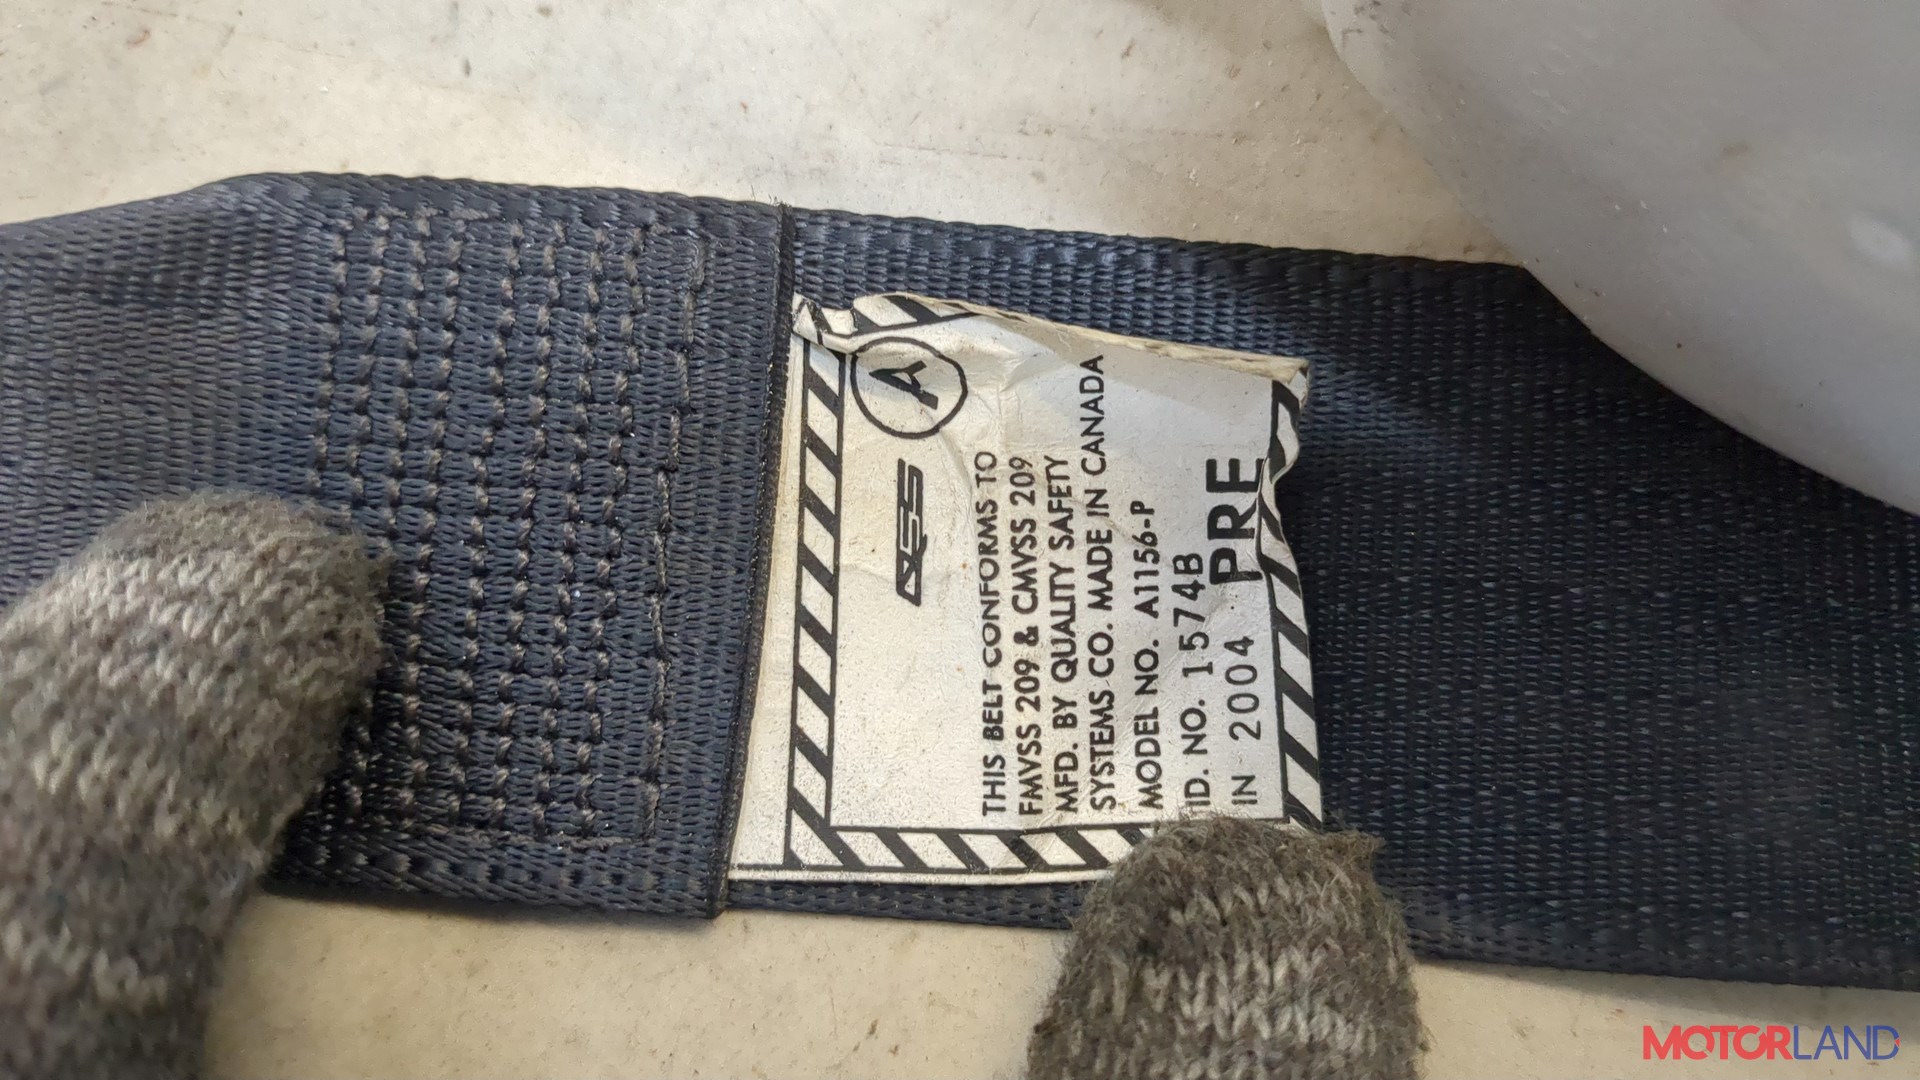 A
QSS
THIS BELT CONFORMS TO
FMVSS 209 & CMVSS 209
MFD. BY QUALITY SAFETY
SYSTEMS CO. MADE IN CANADA
MODEL NO. A1156-P
ID. NO. 1574B
IN 2004 PRE
MOTORLAND